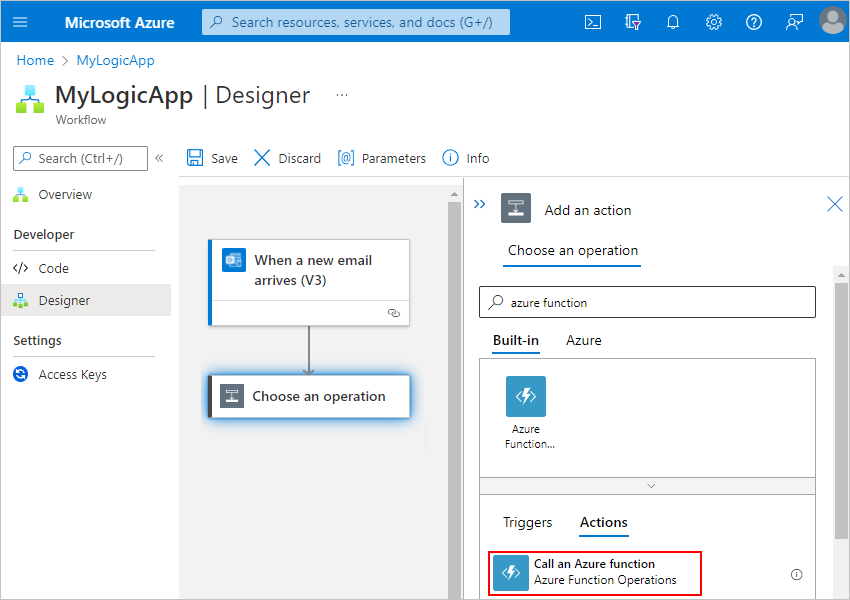 Microsoft Azure
Search resources, services, and docs (G+/)
Home > MyLogicApp
MyLogicApp | Designer ...
Workflow
Search (Ctrl+/) «
Overview
Developer
Code
Designer
Settings
Access Keys
Save Discard Parameters Info
When a new email
arrives (V3)
Choose an operation
Add an action
Choose an operation
azure function
Built-in Azure
Azure
Function...
Triggers Actions
Call an Azure function
Azure Function Operations